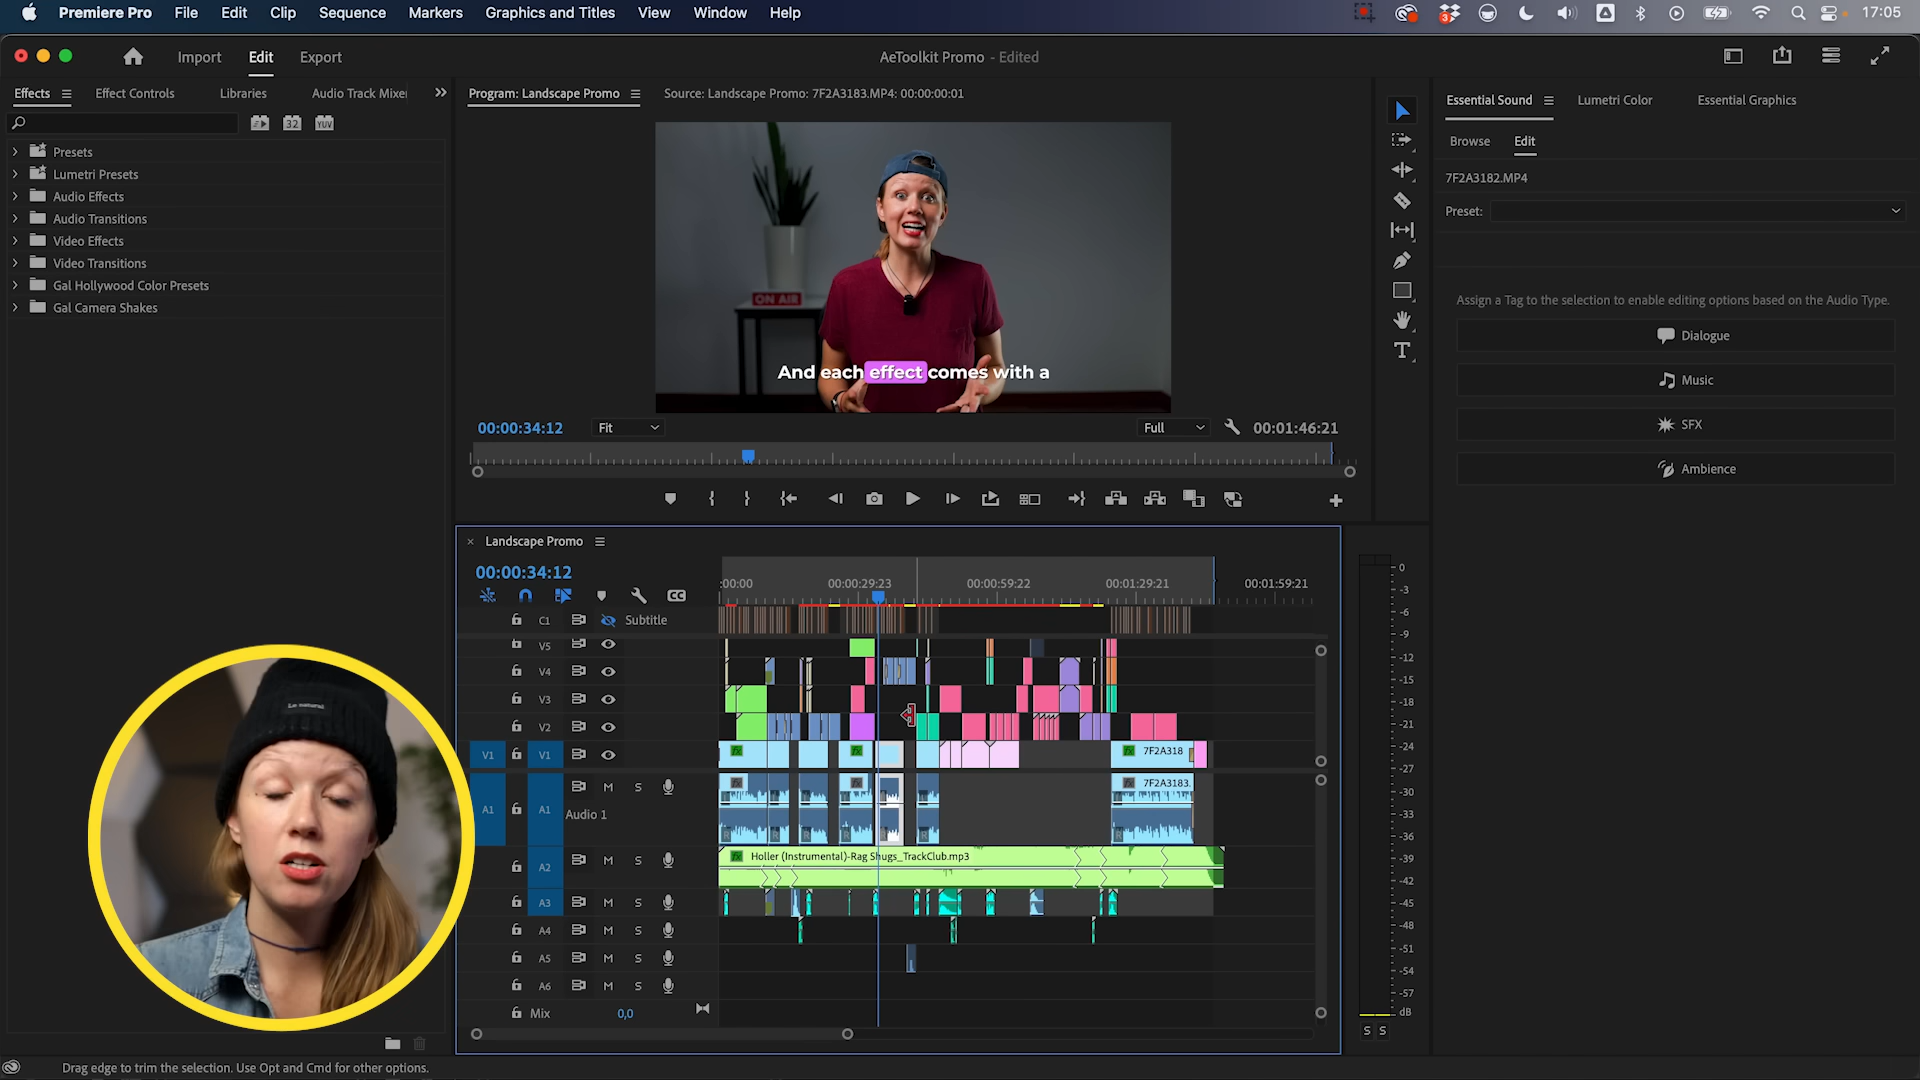 Premiere Pro File Edit Clip Sequence Markers Graphics and Titles View Window Help 3 17:05
Import Edit Export AeToolkit Promo - Edited
Effects Effect Controls Libraries Audio Track Mixer
32 YUV
Presets
Lumetri Presets
Audio Effects
Audio Transitions
Video Effects
Video Transitions
Gal Hollywood Color Presets
Gal Camera Shakes
Program: Landscape Promo Source: Landscape Promo: 7F2A3183.MP4: 00:00:00:01
ON AIR
And each effect comes with a
00:00:34:12 Fit Full 00:01:46:21
Essential Sound Lumetri Color Essential Graphics
Browse Edit
7F2A3182.MP4
Preset:
Assign a Tag to the selection to enable editing options based on the Audio Type.
Dialogue
Music
SFX
Ambience
Landscape Promo
00:00:34:12
:00:00 00:00:29:23 00:00:59:22 00:01:29:21 00:01:59:21
CC
C1 Subtitle
V5
V4
V3
V2
V1 V1 7F2A318
A1 A1 M S Audio 1 7F2A3183.
A2 M S Holler (Instrumental)-Rag Shugs_TrackClub.mp3
A3 M S
A4 M S
A5 M S
A6 M S
Mix 0,0
0
-3
-6
-9
-12
-15
-18
-21
-24
-27
-30
-33
-36
-39
-42
-45
-48
-51
-54
-57
dB
S S
Le naturel
Drag edge to trim the selection. Use Opt and Cmd for other options.